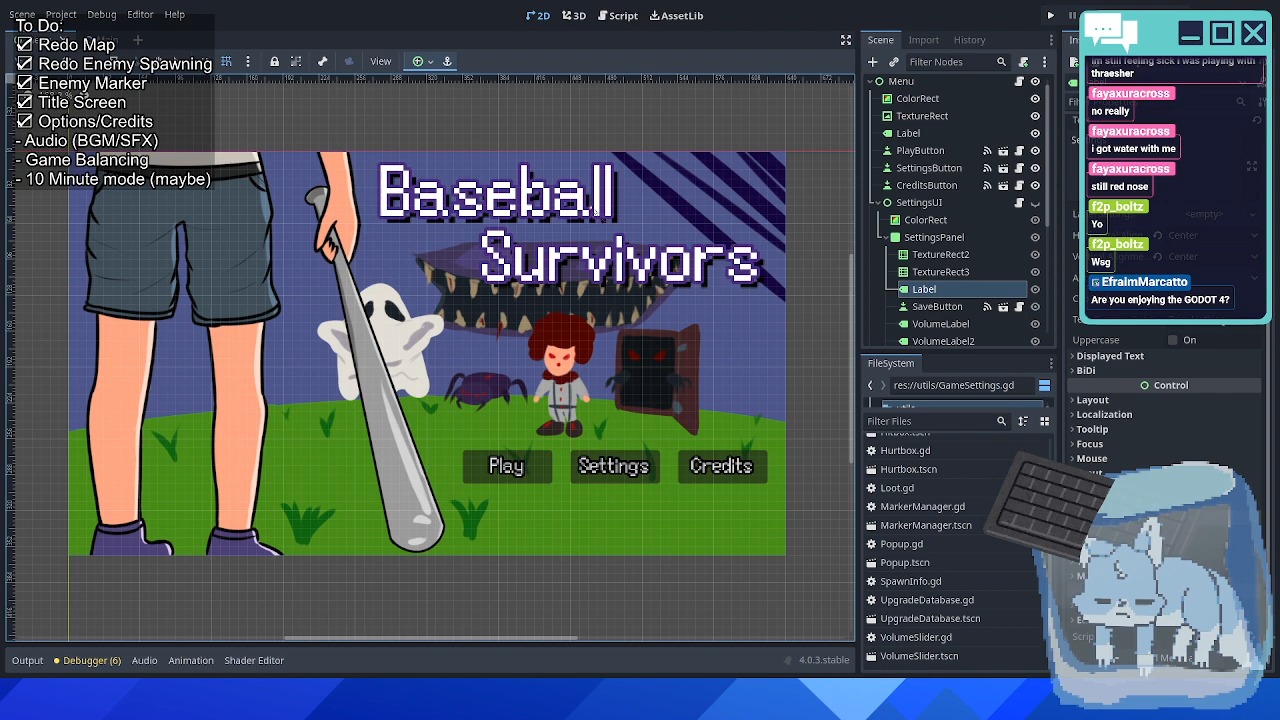 Scene Project Debug Editor Help
2D 3D Script AssetLib
To Do:
Redo Map
Redo Enemy Spawning
Enemy Marker
Title Screen
Options/Credits
- Audio (BGM/SFX)
- Game Balancing
- 10 Minute mode (maybe)
View
Baseball
Survivors
Play Settings Credits
Output Debugger (6) Audio Animation Shader Editor
4.0.3.stable
Scene Import History
Filter Nodes
Menu
ColorRect
TextureRect
Label
PlayButton
SettingsButton
CreditsButton
SettingsUI
ColorRect
SettingsPanel
TextureRect2
TextureRect3
Label
SaveButton
VolumeLabel
VolumeLabel2
FileSystem
res://utils/GameSettings.gd
Filter Files
Hurtbox.gd
Hurtbox.tscn
Loot.gd
MarkerManager.gd
MarkerManager.tscn
Popup.gd
Popup.tscn
SpawnInfo.gd
UpgradeDatabase.gd
UpgradeDatabase.tscn
VolumeSlider.gd
VolumeSlider.tscn
im still feeling sick i was playing with
thraesher
fayaxuracross
no really
fayaxuracross
i got water with me
fayaxuracross
still red nose
f2p_boltz
Yo
f2p_boltz
Wsg
EfraimMarcatto
Are you enjoying the GODOT 4?
<empty>
Center
Center
Uppercase On
Displayed Text
BiDi
Control
Layout
Localization
Tooltip
Focus
Mouse